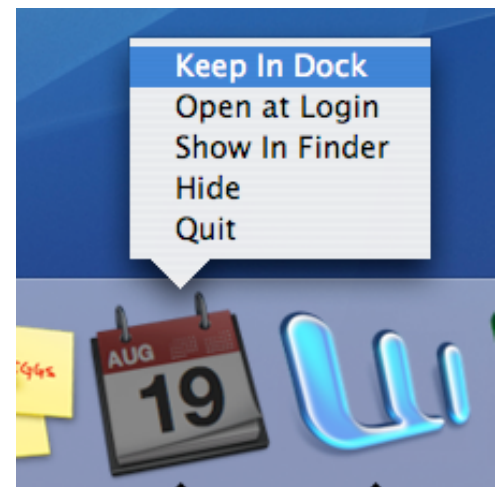 Keep In Dock
Open at Login
Show In Finder
Hide
Quit
AUG
19